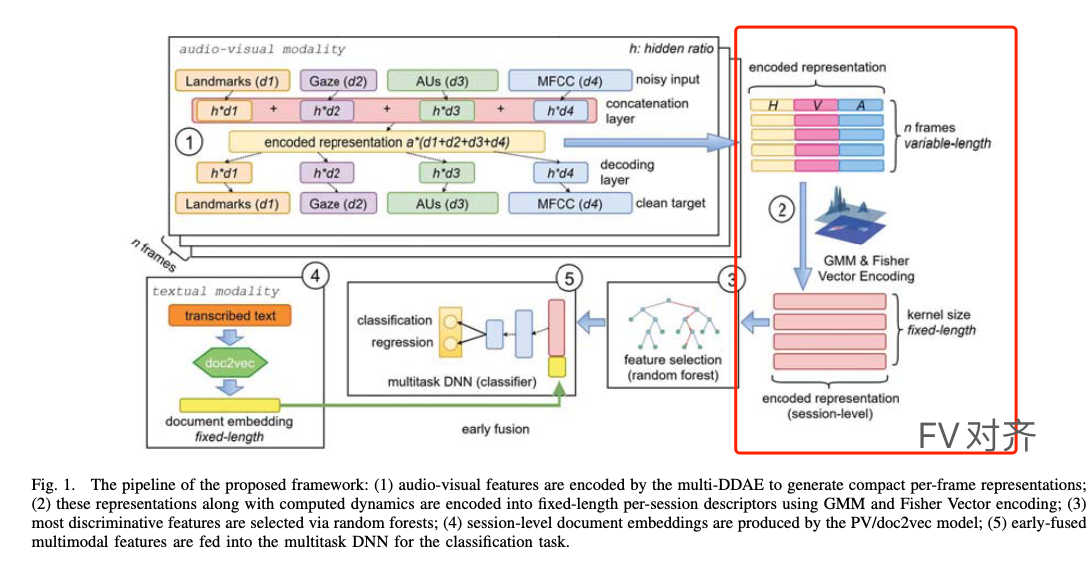 audio-visual modality
h: hidden ratio
Landmarks (d1)
Gaze (d2)
AUs (d3)
MFCC (d4)
noisy input
h*d1
+
h*d2
+
h*d3
+
h*d4
concatenation
layer
1
encoded representation a*(d1+d2+d3+d4)
h*d1
h*d2
h*d3
h*d4
decoding
layer
Landmarks (d1)
Gaze (d2)
AUs (d3)
MFCC (d4)
clean target
n frames
encoded representation
H
V
A
n frames
variable-length
2
GMM & Fisher
Vector Encoding
kernel size
fixed-length
encoded representation
(session-level)
FV对齐
3
feature selection
(random forest)
5
classification
regression
multitask DNN (classifier)
early fusion
4
textual modality
transcribed text
doc2vec
document embedding
fixed-length
Fig. 1. The pipeline of the proposed framework: (1) audio-visual features are encoded by the multi-DDAE to generate compact per-frame representations;
(2) these representations along with computed dynamics are encoded into fixed-length per-session descriptors using GMM and Fisher Vector encoding; (3)
most discriminative features are selected via random forests; (4) session-level document embeddings are produced by the PV/doc2vec model; (5) early-fused
multimodal features are fed into the multitask DNN for the classification task.